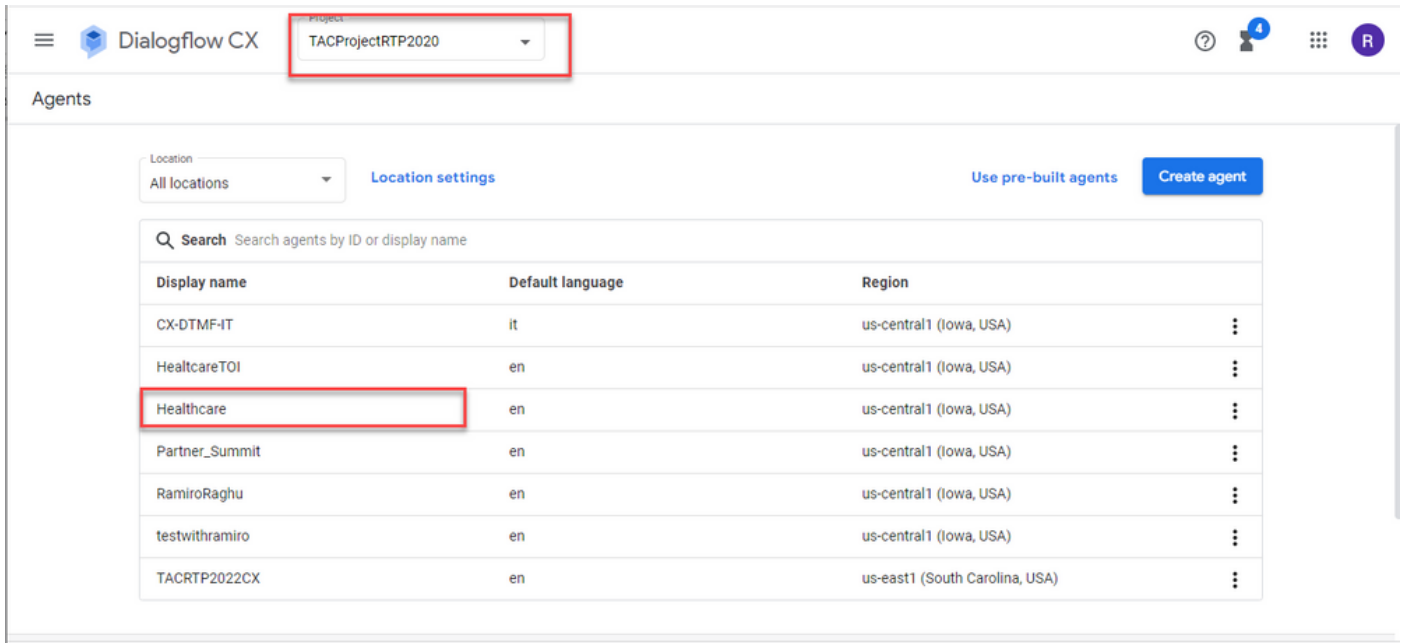 Project
Dialogflow CX TACProjectRTP2020 4 R
Agents
Location
All locations Location settings Use pre-built agents Create agent
Search Search agents by ID or display name
Display name Default language Region
CX-DTMF-IT it us-central1 (Iowa, USA)
HealtcareTOI en us-central1 (Iowa, USA)
Healthcare en us-central1 (Iowa, USA)
Partner_Summit en us-central1 (Iowa, USA)
RamiroRaghu en us-central1 (Iowa, USA)
testwithramiro en us-central1 (Iowa, USA)
TACRTP2022CX en us-east1 (South Carolina, USA)